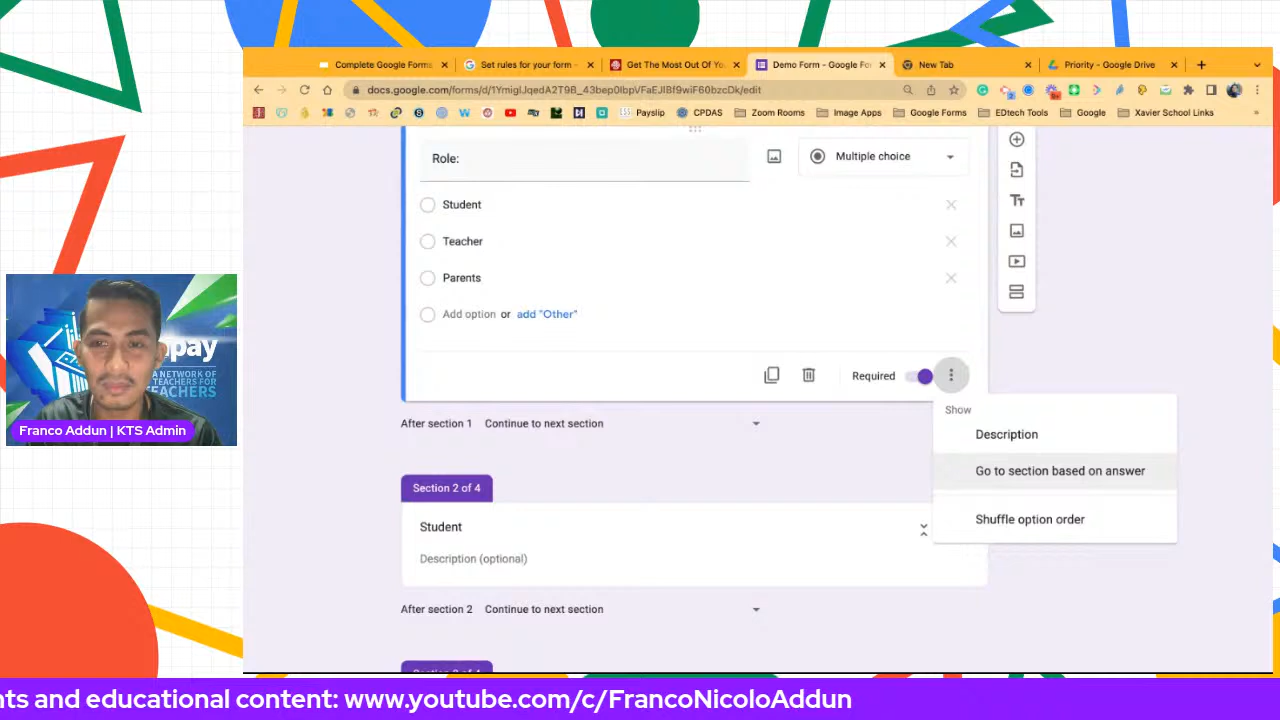 Complete Google Forms
Set rules for your form –
Get The Most Out Of Yo
Demo Form - Google Fo
New Tab
Priority - Google Drive
docs.google.com/forms/d/1YmiglJqedA2T98_43bep0lbpVFaEJlBf9wiF60bzcDk/edit
Payslip
CPDAS
Zoom Rooms
Image Apps
Google Forms
EDtech Tools
Google
Xavier School Links
Role:
Multiple choice
Student
Teacher
Parents
Add option or add "Other"
Required
Show
Description
Go to section based on answer
Shuffle option order
After section 1 Continue to next section
Section 2 of 4
Student
Description (optional)
After section 2 Continue to next section
pay
A NETWORK OF
TEACHERS FOR
TEACHERS
Franco Addun | KTS Admin
nts and educational content: www.youtube.com/c/FrancoNicoloAddun